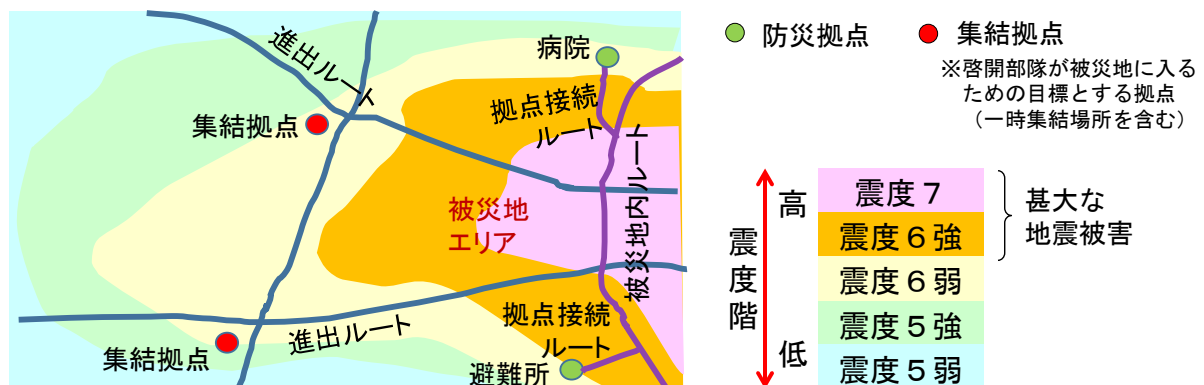 進出ルート
病院
集結拠点
拠点接続
ルート
被災地
エリア
被災地内ルート
拠点接続
ルート
進出ルート
集結拠点
避難所
防災拠点
集結拠点
※啓開部隊が被災地に入る
ための目標とする拠点
（一時集結場所を含む）
震度階
高
低
震度７
震度６強
震度６弱
震度５強
震度５弱
甚大な
地震被害